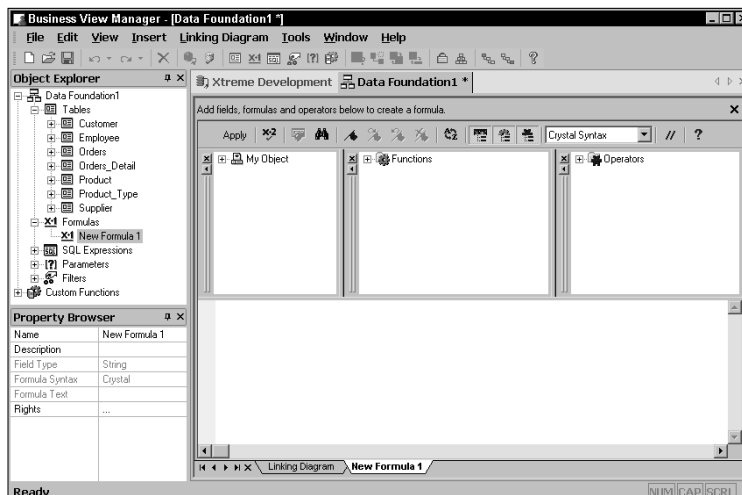 Business View Manager - [Data Foundation1 *]
File Edit View Insert Linking Diagram Tools Window Help
Object Explorer
Data Foundation1
Tables
Customer
Employee
Orders
Orders_Detail
Product
Product_Type
Supplier
Formulas
New Formula 1
SQL Expressions
Parameters
Filters
Custom Functions
Property Browser
Name New Formula 1
Description
Field Type String
Formula Syntax Crystal
Formula Text
Rights ...
Xtreme Development Data Foundation1 *
Add fields, formulas and operators below to create a formula.
Apply Crystal Syntax // ?
My Object
Functions
Operators
Linking Diagram New Formula 1
Ready NUM CAP SCRL